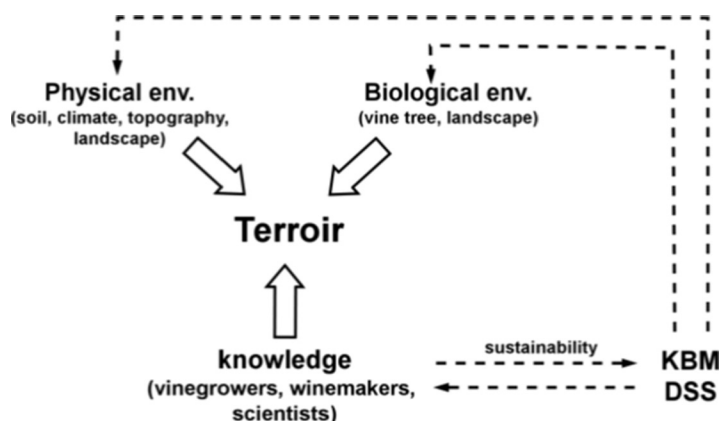 Physical env.
(soil, climate, topography,
landscape)
Biological env.
(vine tree, landscape)
Terroir
knowledge
(vinegrowers, winemakers,
scientists)
sustainability
KBM
DSS